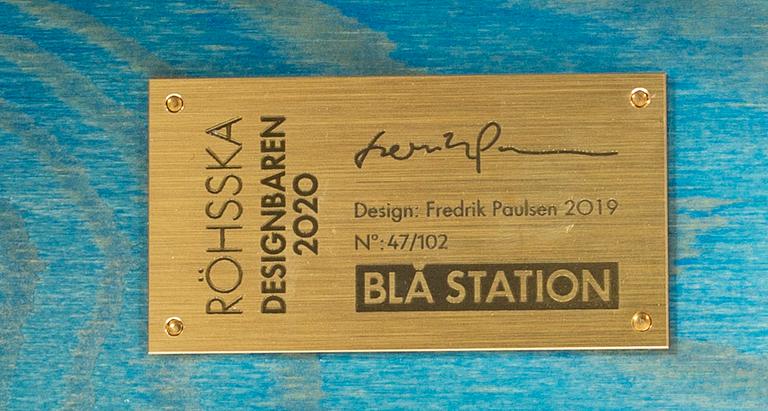 RÖHSSKA
DESIGNBAREN
2020
Design: Fredrik Paulsen 2019
Nº:47/102
BLÅ STATION